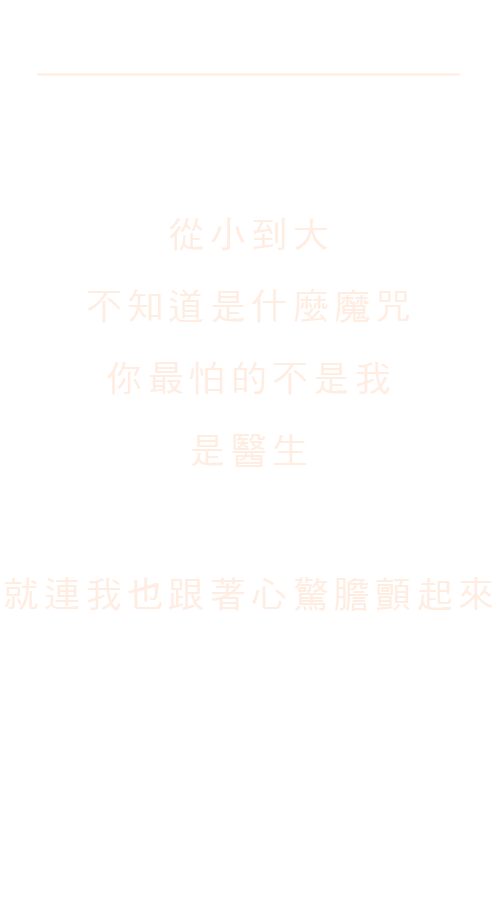 從小到大
不知道是什麼魔咒
你最怕的不是我
是醫生
就連我也跟著心驚膽顫起來